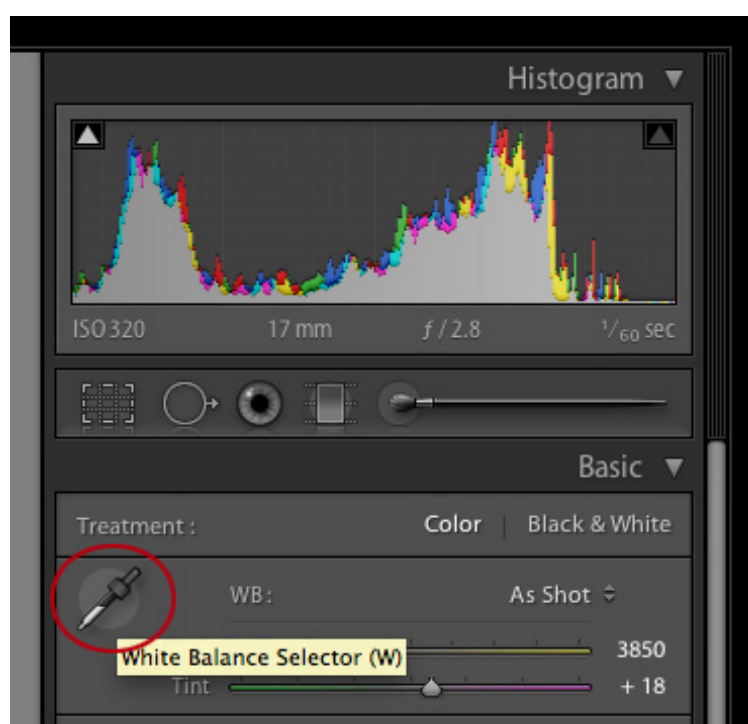 Histogram
ISO 320 17 mm ƒ / 2.8 1/60 sec
Basic
Treatment : Color | Black & White
WB : As Shot
White Balance Selector (W) 3850
Tint + 18